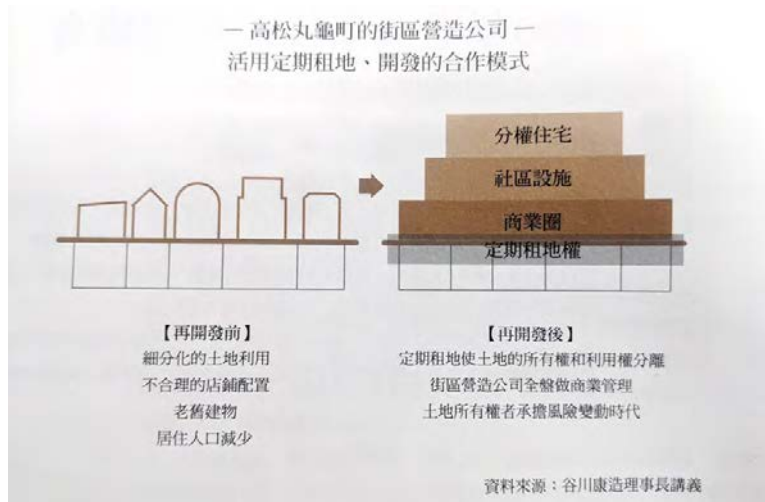 — 高松丸龜町的街區營造公司 —
活用定期租地、開發的合作模式
分權住宅
社區設施
商業圈
定期租地權
【再開發前】
細分化的土地利用
不合理的店鋪配置
老舊建物
居住人口減少
【再開發後】
定期租地使土地的所有權和利用權分離
街區營造公司全盤做商業管理
土地所有權者承擔風險變動時代
資料來源：谷川康造理事長講義